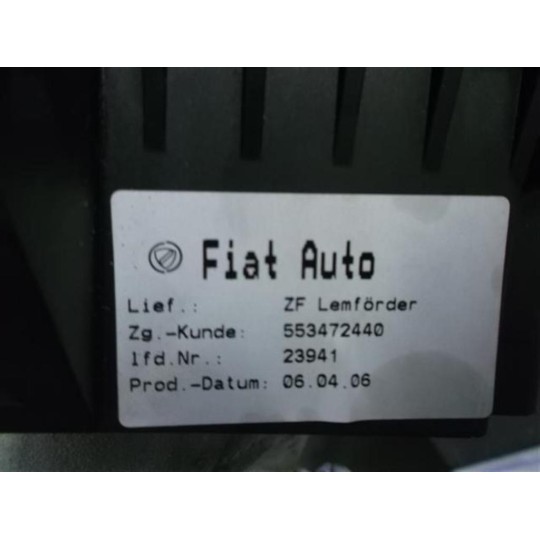 Fiat Auto
Lief.: ZF Lemförder
Zg.-Kunde: 553472440
lfd.Nr.: 23941
Prod.-Datum: 06.04.06